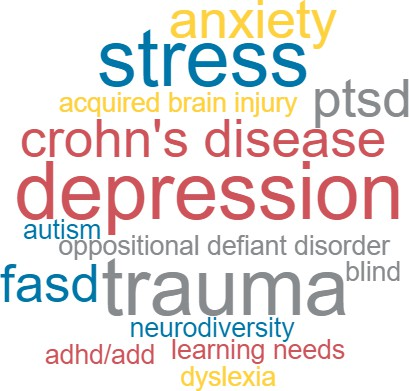 anxiety
stress
acquired brain injury
ptsd
crohn's disease
depression
autism
oppositional defiant disorder
fasd
trauma
blind
neurodiversity
adhd/add
learning needs
dyslexia